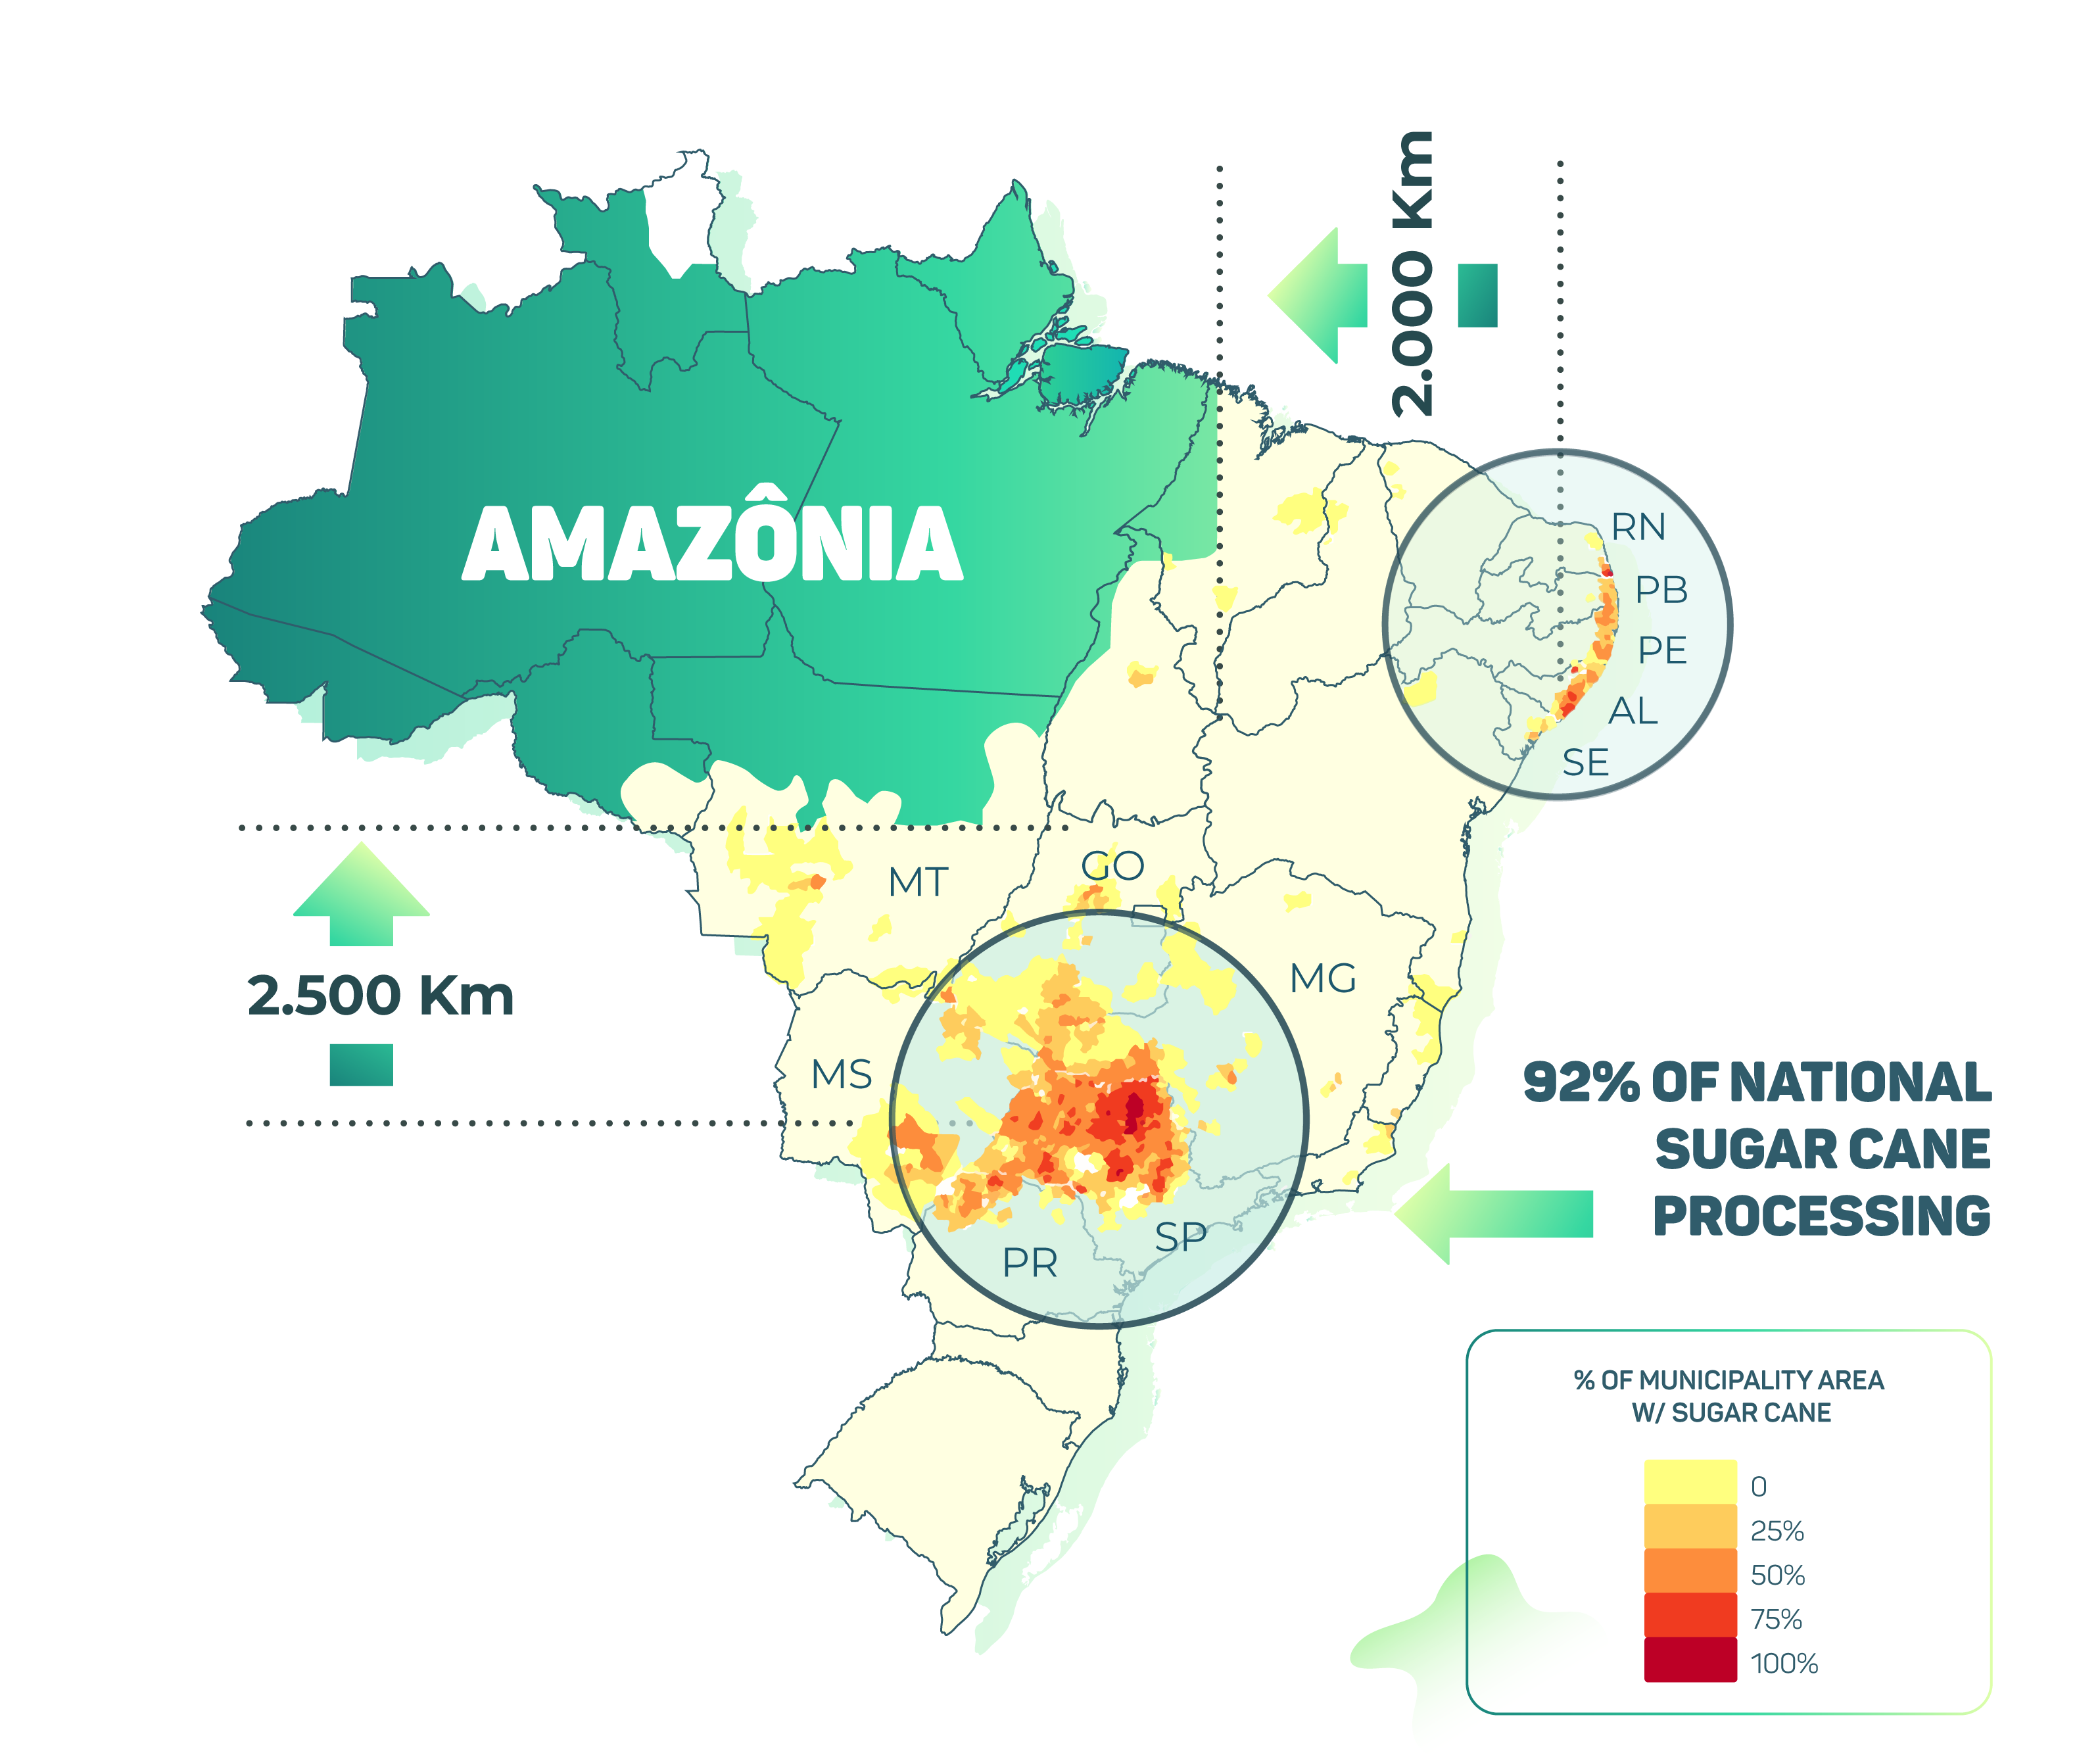 2.000 Km
AMAZÔNIA
RN
PB
PE
AL
SE
MT
GO
MG
2.500 Km
MS
92% OF NATIONAL
SUGAR CANE
PROCESSING
SP
PR
% OF MUNICIPALITY AREA
W/ SUGAR CANE
0
25%
50%
75%
100%